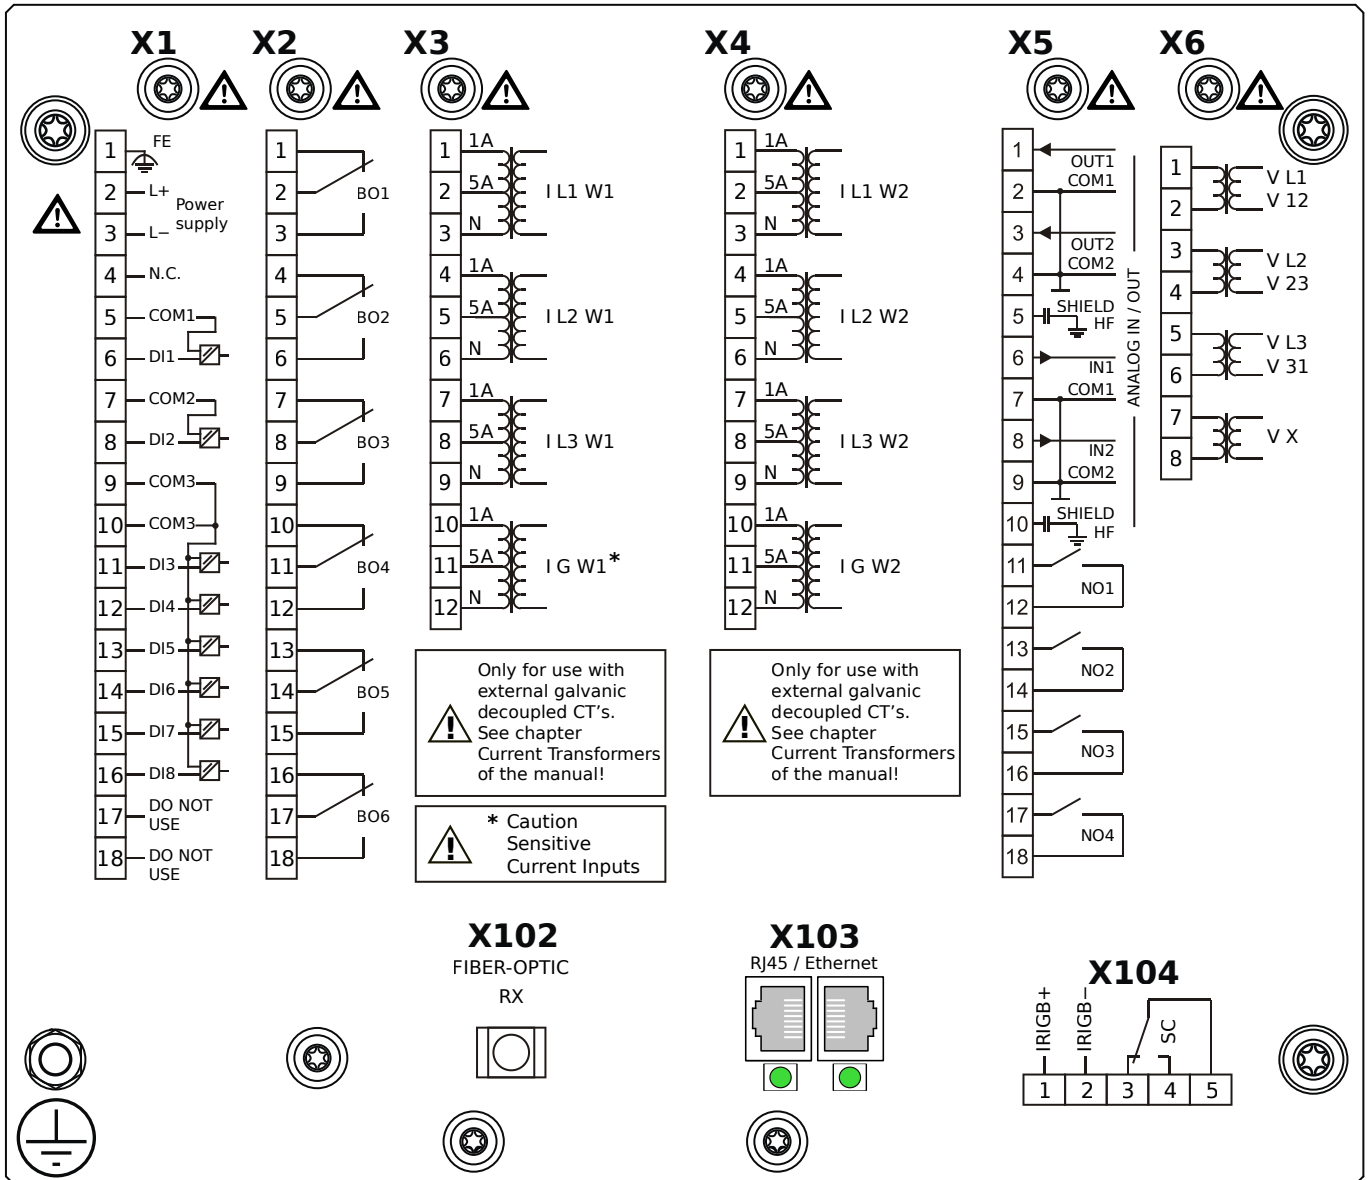 X1
X2
X3
X4
X5
X6
1 FE
2 L+
Power
supply
3 L−
4 N.C.
5 COM1
6 DI1
7 COM2
8 DI2
9 COM3
10 COM3
11 DI3
12 DI4
13 DI5
14 DI6
15 DI7
16 DI8
17 DO NOT
USE
18 DO NOT
USE
1
2 BO1
3
4
5 BO2
6
7
8 BO3
9
10
11 BO4
12
13
14 BO5
15
16
17 BO6
18
1 1A
2 5A I L1 W1
3 N
4 1A
5 5A I L2 W1
6 N
7 1A
8 5A I L3 W1
9 N
10 1A
11 5A I G W1*
12 N
Only for use with
external galvanic
decoupled CT's.
See chapter
Current Transformers
of the manual!
* Caution
Sensitive
Current Inputs
1 1A
2 5A I L1 W2
3 N
4 1A
5 5A I L2 W2
6 N
7 1A
8 5A I L3 W2
9 N
10 1A
11 5A I G W2
12 N
Only for use with
external galvanic
decoupled CT's.
See chapter
Current Transformers
of the manual!
1
OUT1
2 COM1
3
OUT2
4 COM2
5 SHIELD
HF
6
IN1
7 COM1
8
IN2
9 COM2
10 SHIELD
HF
ANALOG IN / OUT
11
NO1
12
13
NO2
14
15
NO3
16
17
NO4
18
1 V L1
2 V 12
3 V L2
4 V 23
5 V L3
6 V 31
7 V X
8
X102
FIBER-OPTIC
RX
X103
RJ45 / Ethernet
X104
IRIGB+
IRIGB−
SC
1 2 3 4 5